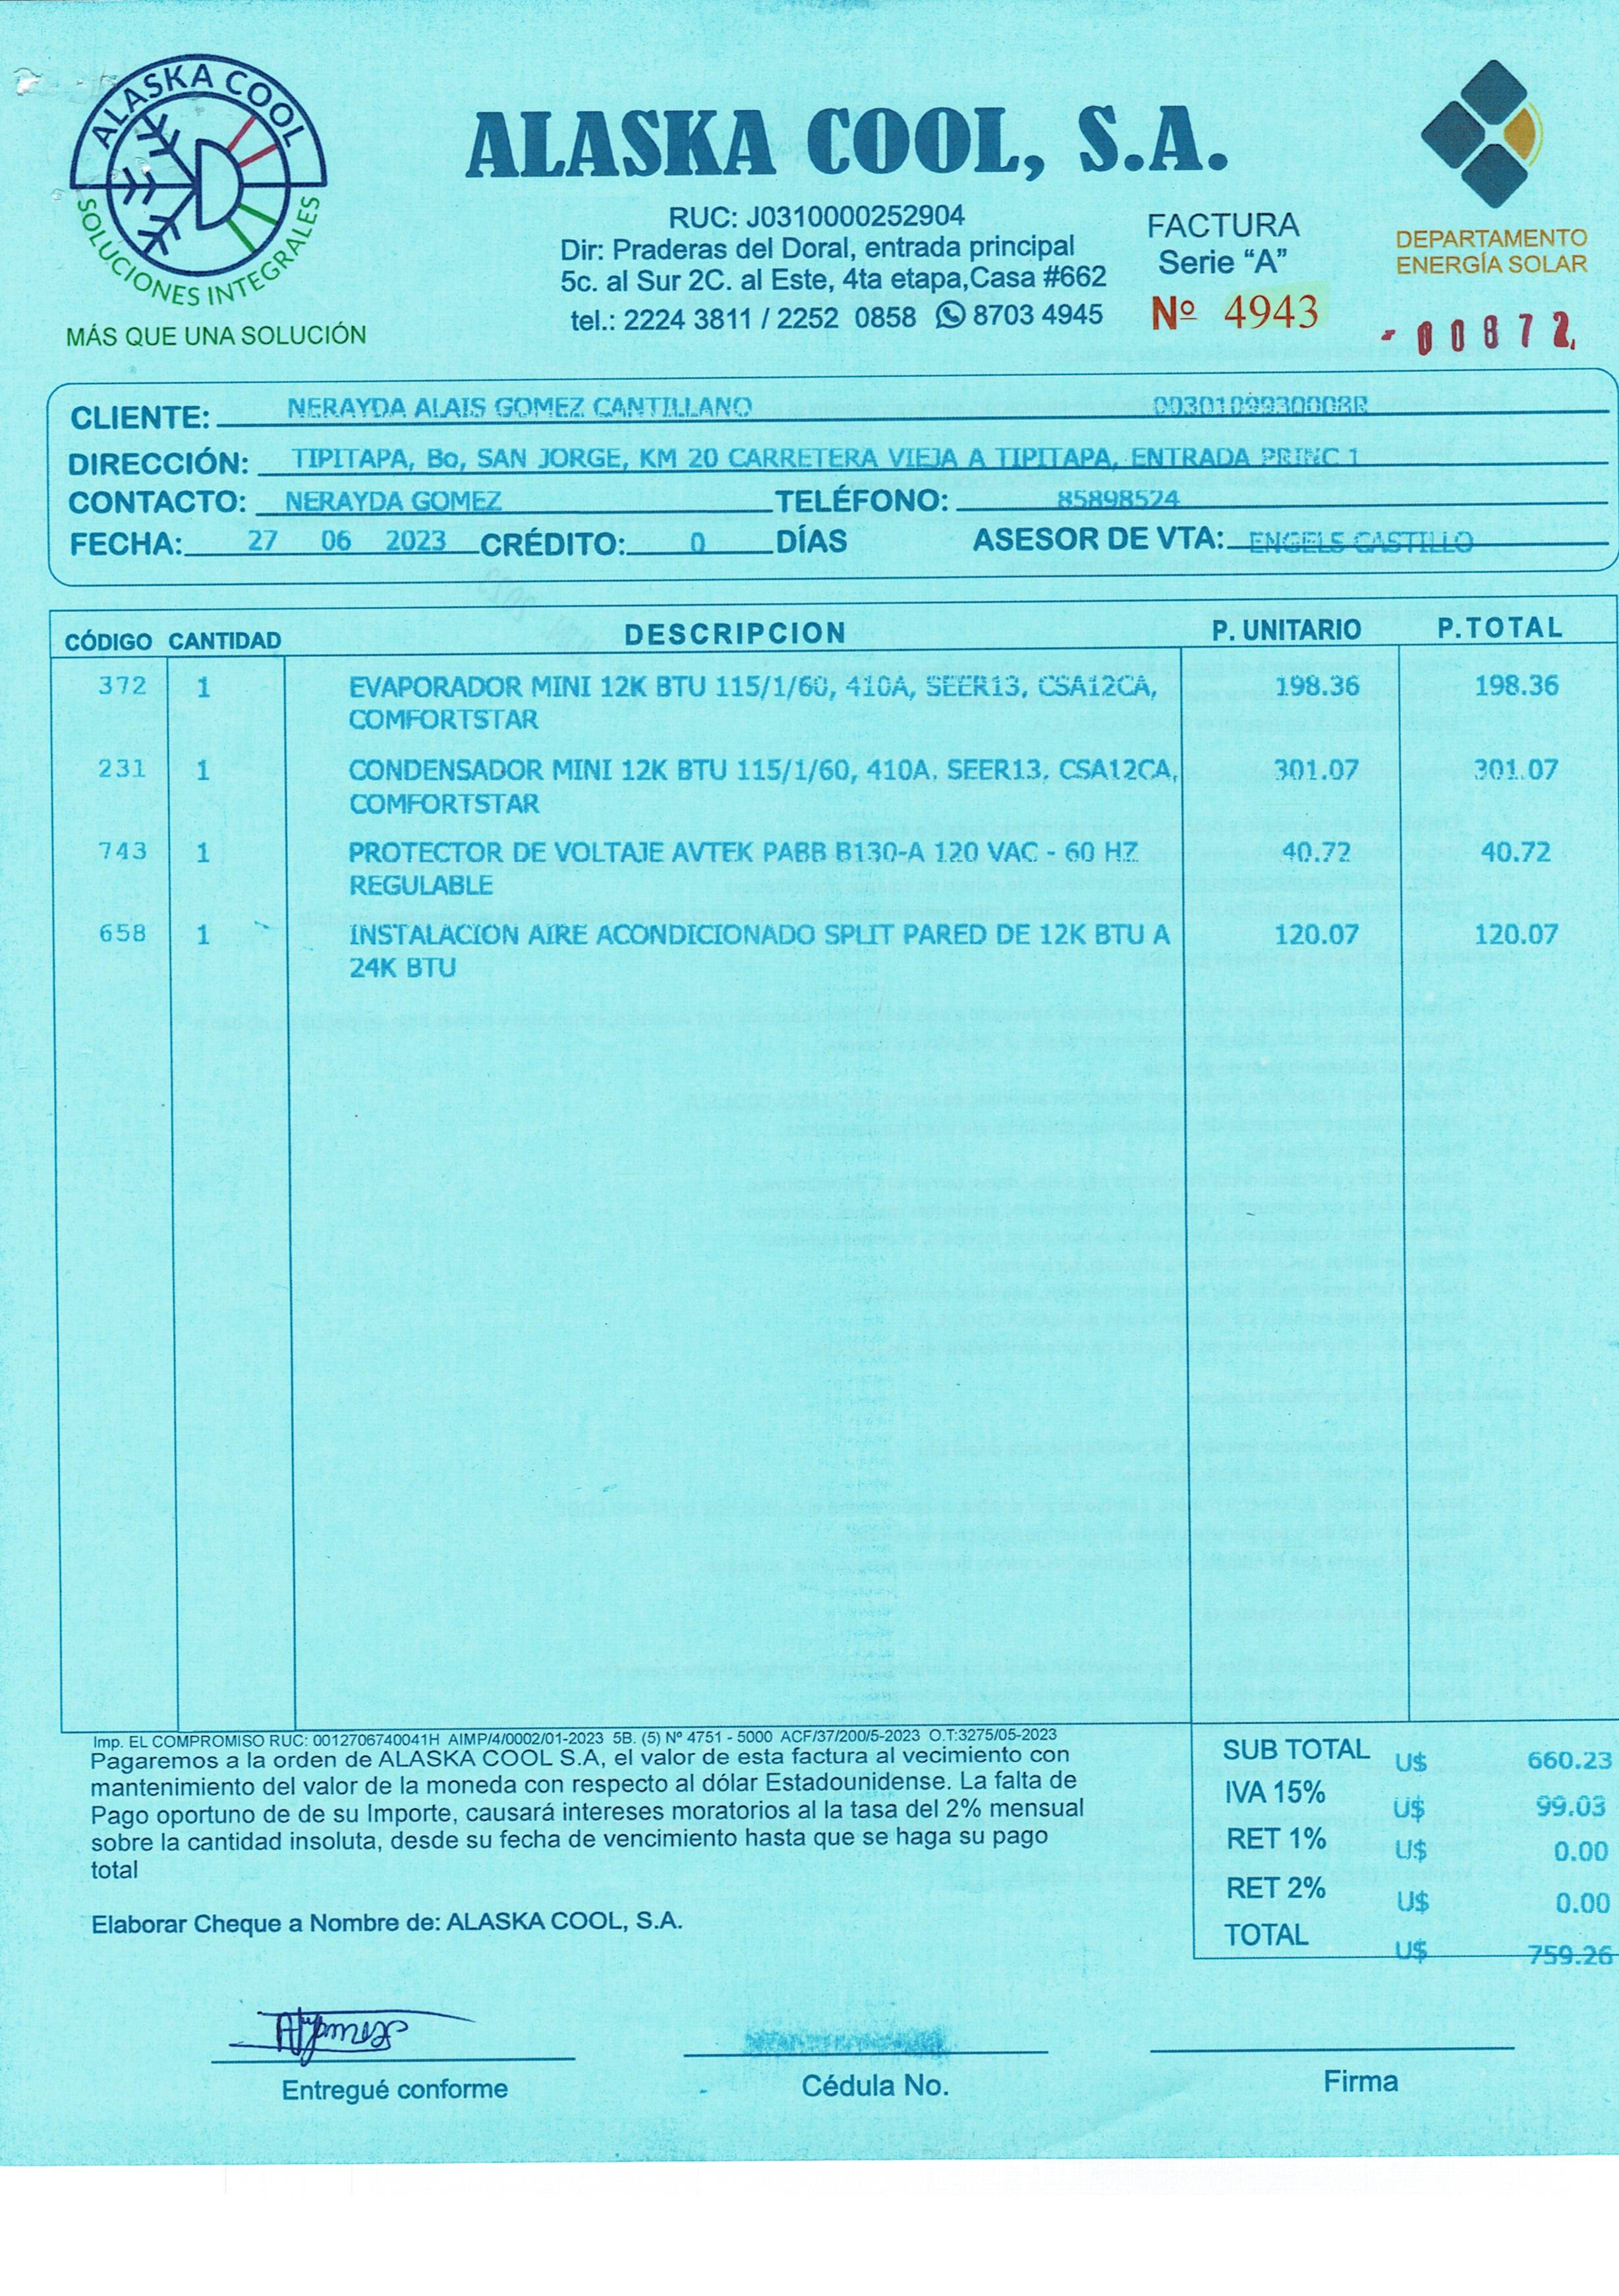 ALASKA COOL
SOLUCIONES INTEGRALES
MÁS QUE UNA SOLUCIÓN
ALASKA COOL, S.A.
RUC: J0310000252904
Dir: Praderas del Doral, entrada principal
5c. al Sur 2C. al Este, 4ta etapa,Casa #662
tel.: 2224 3811 / 2252 0858 8703 4945
FACTURA
Serie “A”
Nº 4943
DEPARTAMENTO
ENERGÍA SOLAR
- 00872
CLIENTE: NERAYDA ALAIS GOMEZ CANTILLANO 0030109930008R
DIRECCIÓN: TIPITAPA, Bo, SAN JORGE, KM 20 CARRETERA VIEJA A TIPITAPA, ENTRADA PRINC 1
CONTACTO: NERAYDA GOMEZ TELÉFONO: 85898524
FECHA: 27 06 2023 CRÉDITO: 0 DÍAS ASESOR DE VTA: ENGELS CASTILLO
CÓDIGO CANTIDAD DESCRIPCION P. UNITARIO P.TOTAL
372 1 EVAPORADOR MINI 12K BTU 115/1/60, 410A, SEER13, CSA12CA, 198.36 198.36
COMFORTSTAR
231 1 CONDENSADOR MINI 12K BTU 115/1/60, 410A, SEER13, CSA12CA, 301.07 301.07
COMFORTSTAR
743 1 PROTECTOR DE VOLTAJE AVTEK PABB B130-A 120 VAC - 60 HZ 40.72 40.72
REGULABLE
658 1 INSTALACION AIRE ACONDICIONADO SPLIT PARED DE 12K BTU A 120.07 120.07
24K BTU
Imp. EL COMPROMISO RUC: 0012706740041H AIMP/4/0002/01-2023 5B. (5) Nº 4751 - 5000 ACF/37/200/5-2023 O.T:3275/05-2023
Pagaremos a la orden de ALASKA COOL S.A, el valor de esta factura al vecimiento con
mantenimiento del valor de la moneda con respecto al dólar Estadounidense. La falta de
Pago oportuno de de su Importe, causará intereses moratorios al la tasa del 2% mensual
sobre la cantidad insoluta, desde su fecha de vencimiento hasta que se haga su pago
total
Elaborar Cheque a Nombre de: ALASKA COOL, S.A.
SUB TOTAL U$ 660.23
IVA 15% U$ 99.03
RET 1% U$ 0.00
RET 2% U$ 0.00
TOTAL U$ 759.26
Entregué conforme
Cédula No.
Firma